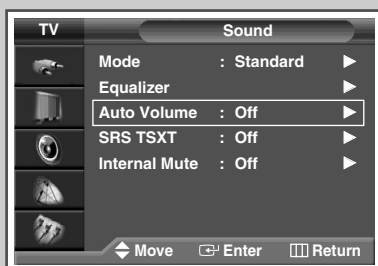 TV Sound
Mode : Standard
Equalizer
Auto Volume : Off
SRS TSXT : Off
Internal Mute : Off
Move Enter Return